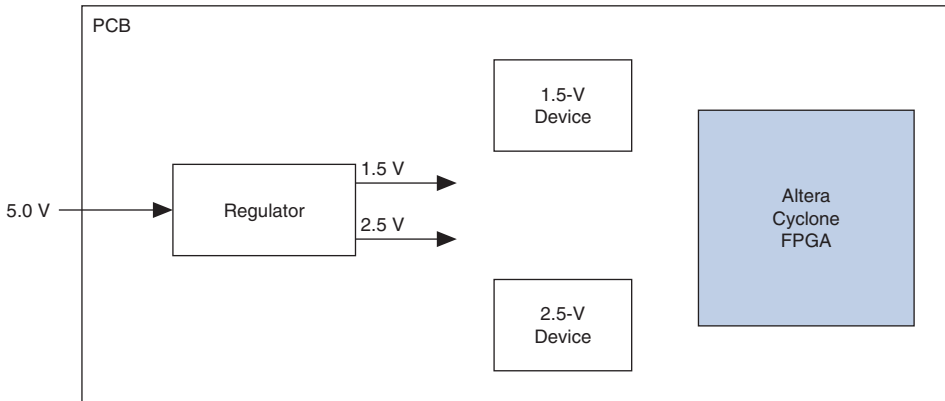 PCB
5.0 V
Regulator
1.5 V
2.5 V
1.5-V
Device
2.5-V
Device
Altera
Cyclone
FPGA